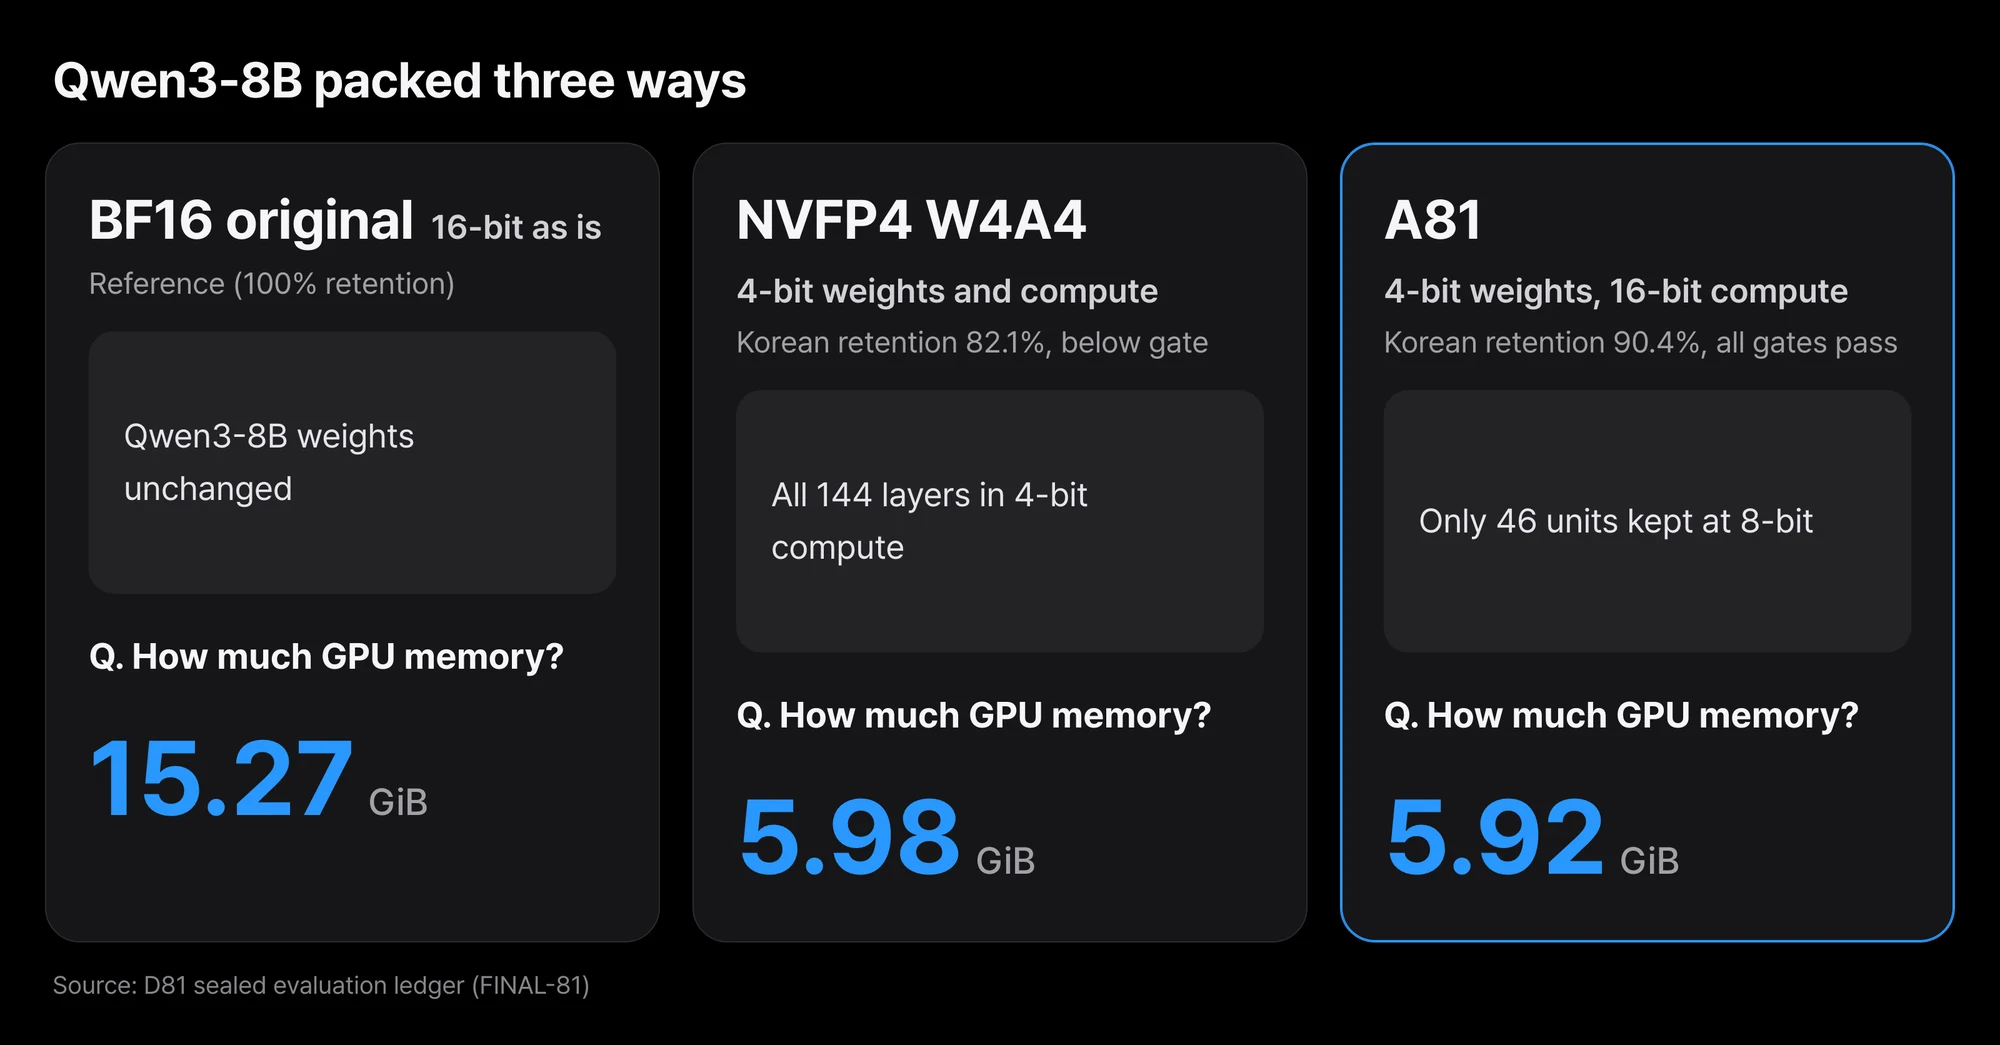 Qwen3-8B packed three ways
BF16 original 16-bit as is
Reference (100% retention)
Qwen3-8B weights
unchanged
Q. How much GPU memory?
15.27 GiB
NVFP4 W4A4
4-bit weights and compute
Korean retention 82.1%, below gate
All 144 layers in 4-bit
compute
Q. How much GPU memory?
5.98 GiB
A81
4-bit weights, 16-bit compute
Korean retention 90.4%, all gates pass
Only 46 units kept at 8-bit
Q. How much GPU memory?
5.92 GiB
Source: D81 sealed evaluation ledger (FINAL-81)